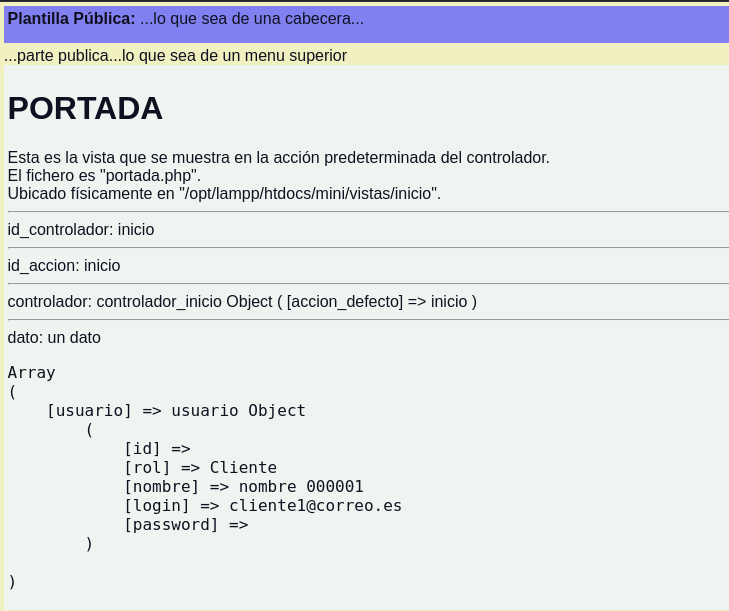 Plantilla Pública: ...lo que sea de una cabecera...
...parte publica...lo que sea de un menu superior
PORTADA
Esta es la vista que se muestra en la acción predeterminada del controlador.
El fichero es "portada.php".
Ubicado físicamente en "/opt/lampp/htdocs/mini/vistas/inicio".
id_controlador: inicio
id_accion: inicio
controlador: controlador_inicio Object ( [accion_defecto] => inicio )
dato: un dato
Array
(
    [usuario] => usuario Object
        (
            [id] =>
            [rol] => Cliente
            [nombre] => nombre 000001
            [login] => cliente1@correo.es
            [password] =>
        )
)